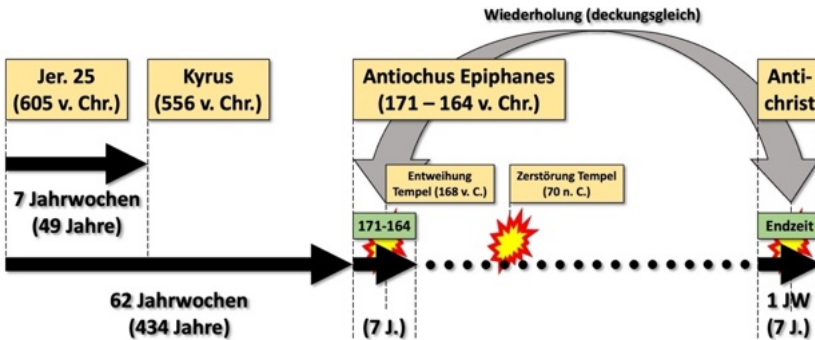 Wiederholung (deckungsgleich)
Jer. 25
(605 v. Chr.)
Kyrus
(556 v. Chr.)
Antiochus Epiphanes
(171 – 164 v. Chr.)
Anti-
christ
7 Jahrwochen
(49 Jahre)
Entweihung
Tempel (168 v. C.)
Zerstörung Tempel
(70 n. C.)
171-164
Endzeit
62 Jahrwochen
(434 Jahre)
(7 J.)
1 JW
(7 J.)